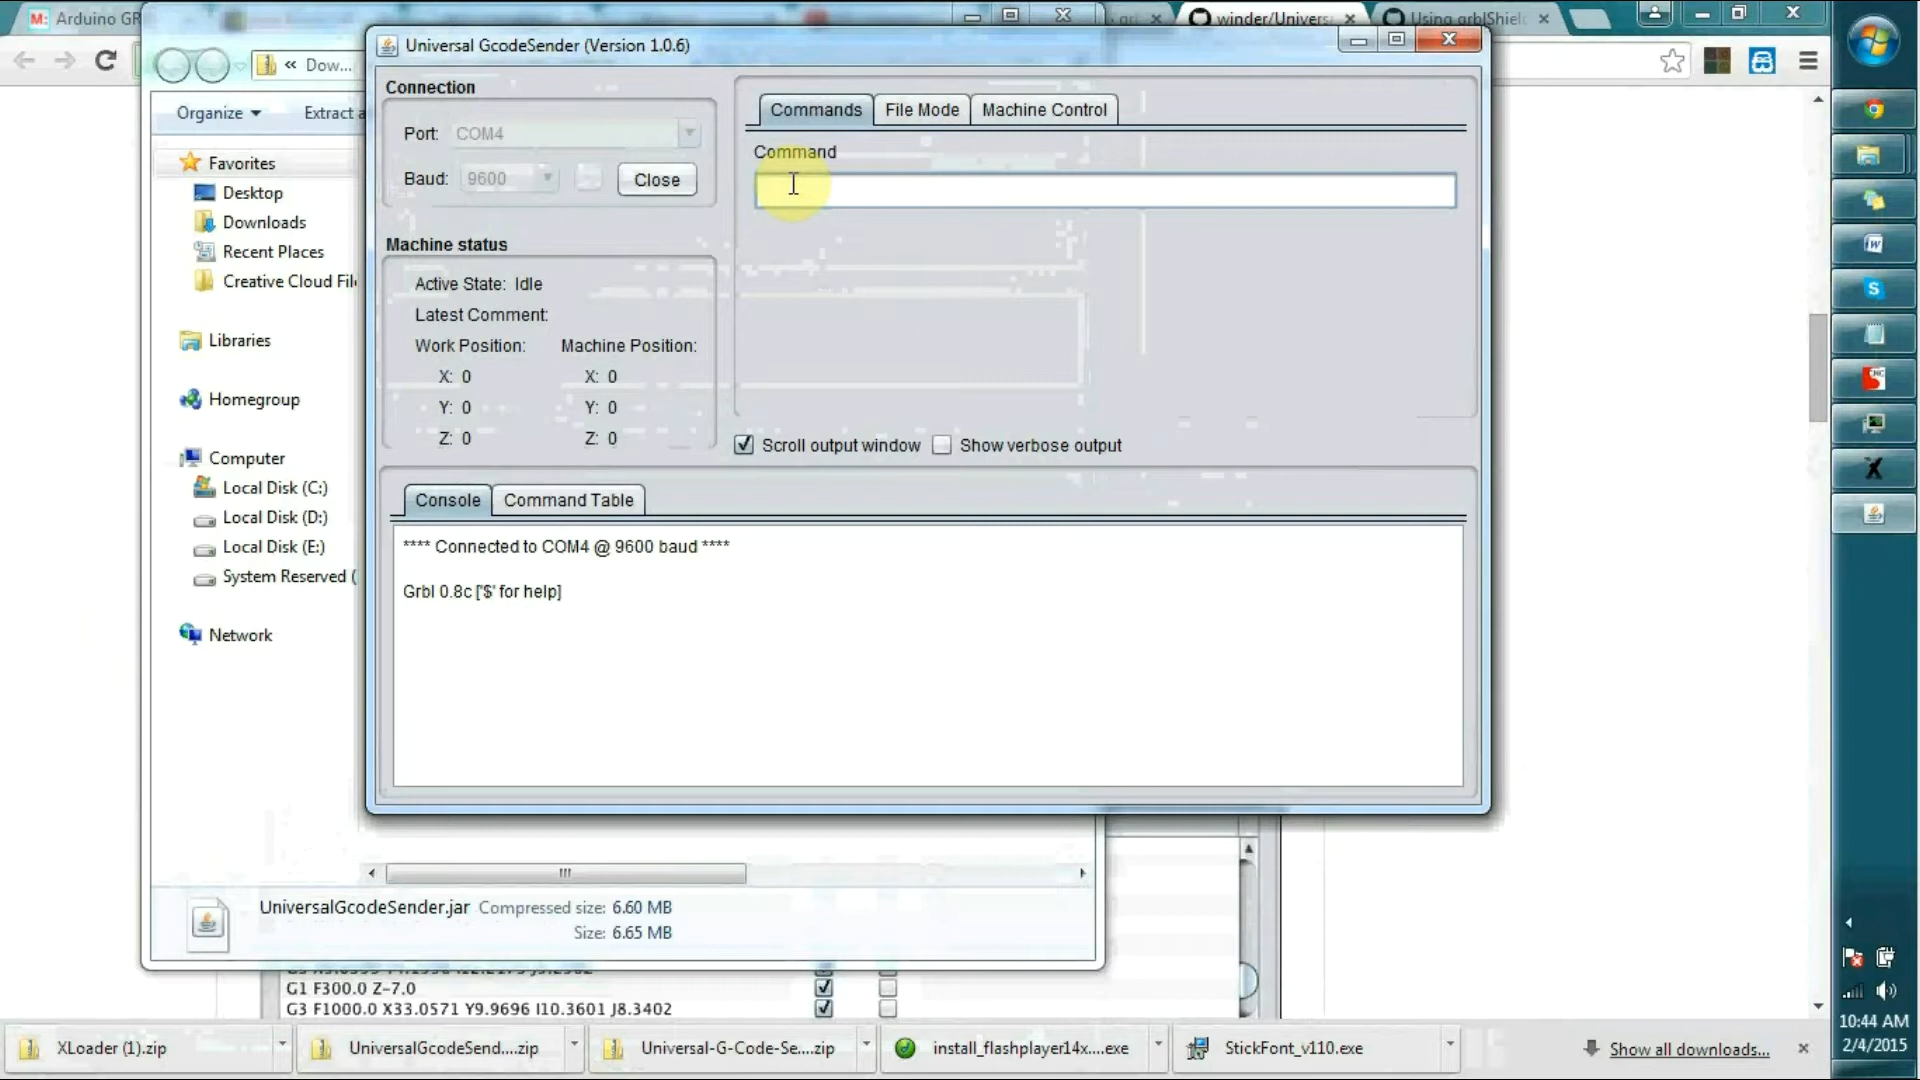 Arduino GR
winder/Univers
Using grblShiel
Universal GcodeSender (Version 1.0.6)
« Dow...
Organize
Extract a
Favorites
Desktop
Downloads
Recent Places
Creative Cloud Fil
Libraries
Homegroup
Computer
Local Disk (C:)
Local Disk (D:)
Local Disk (E:)
System Reserved (
Network
Connection
Port: COM4
Baud: 9600
Close
Machine status
Active State: Idle
Latest Comment:
Work Position: Machine Position:
X: 0 X: 0
Y: 0 Y: 0
Z: 0 Z: 0
Commands File Mode Machine Control
Command
Scroll output window Show verbose output
Console Command Table
**** Connected to COM4 @ 9600 baud ****
Grbl 0.8c ['$' for help]
UniversalGcodeSender.jar Compressed size: 6.60 MB
Size: 6.65 MB
G1 F300.0 Z-7.0
G3 F1000.0 X33.0571 Y9.9696 I10.3601 J8.3402
XLoader (1).zip
UniversalGcodeSend....zip
Universal-G-Code-Se....zip
install_flashplayer14x....exe
StickFont_v110.exe
Show all downloads...
10:44 AM
2/4/2015